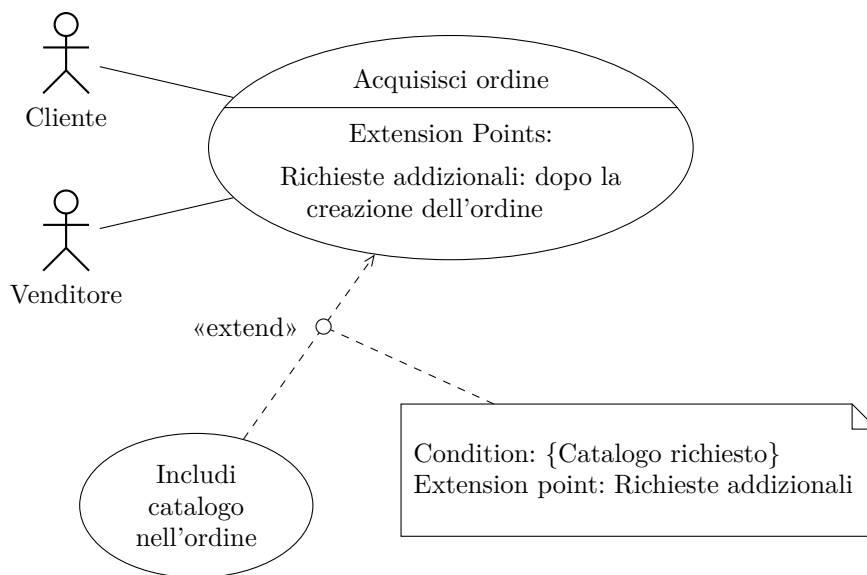 Cliente
Acquisisci ordine
Extension Points:
Richieste addizionali: dopo la
creazione dell'ordine
Venditore
«extend»
Includi
catalogo
nell'ordine
Condition: {Catalogo richiesto}
Extension point: Richieste addizionali